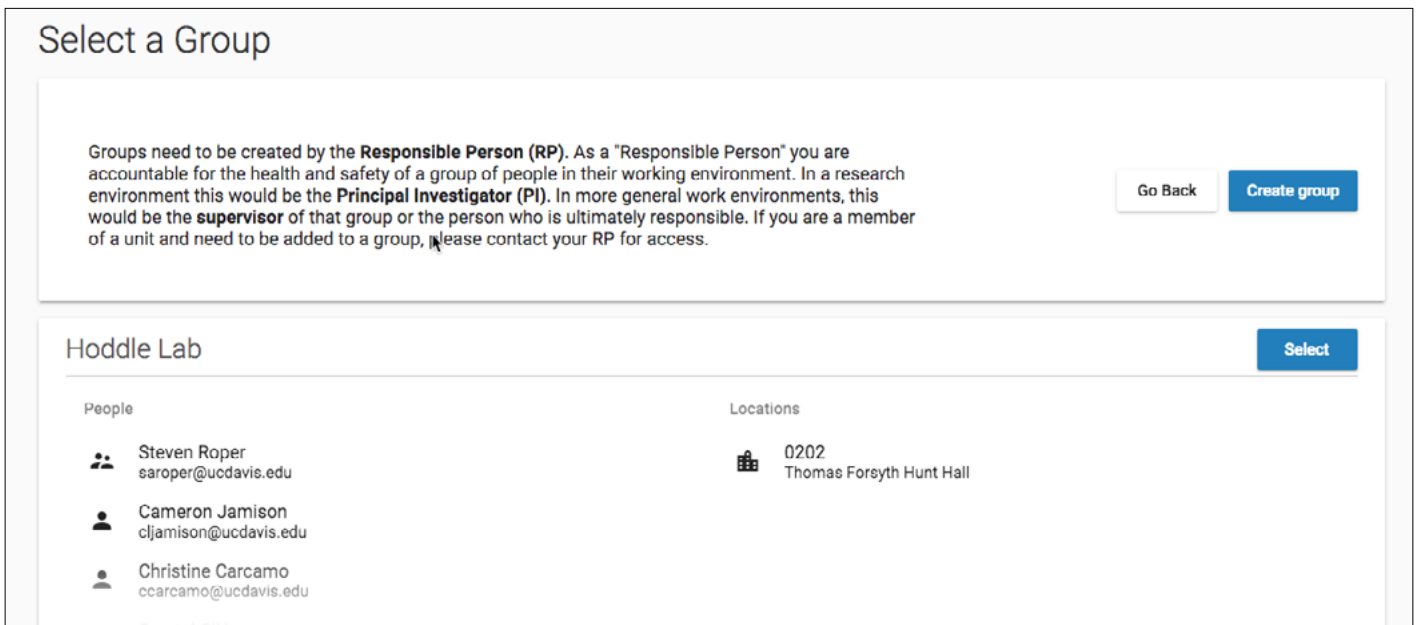 Select a Group
Groups need to be created by the Responsible Person (RP). As a "Responsible Person" you are
accountable for the health and safety of a group of people in their working environment. In a research
environment this would be the Principal Investigator (PI). In more general work environments, this
would be the supervisor of that group or the person who is ultimately responsible. If you are a member
of a unit and need to be added to a group, please contact your RP for access.
Go Back
Create group
Hoddle Lab
Select
People
Locations
Steven Roper
saroper@ucdavis.edu
0202
Thomas Forsyth Hunt Hall
Cameron Jamison
cljamison@ucdavis.edu
Christine Carcamo
ccarcamo@ucdavis.edu